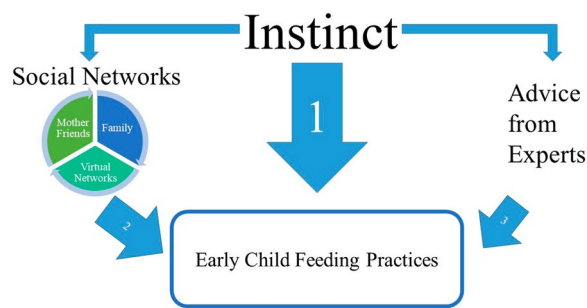 Instinct
Social Networks
Mother
Friends
Family
Virtual
Networks
1
Advice
from
Experts
2
3
Early Child Feeding Practices